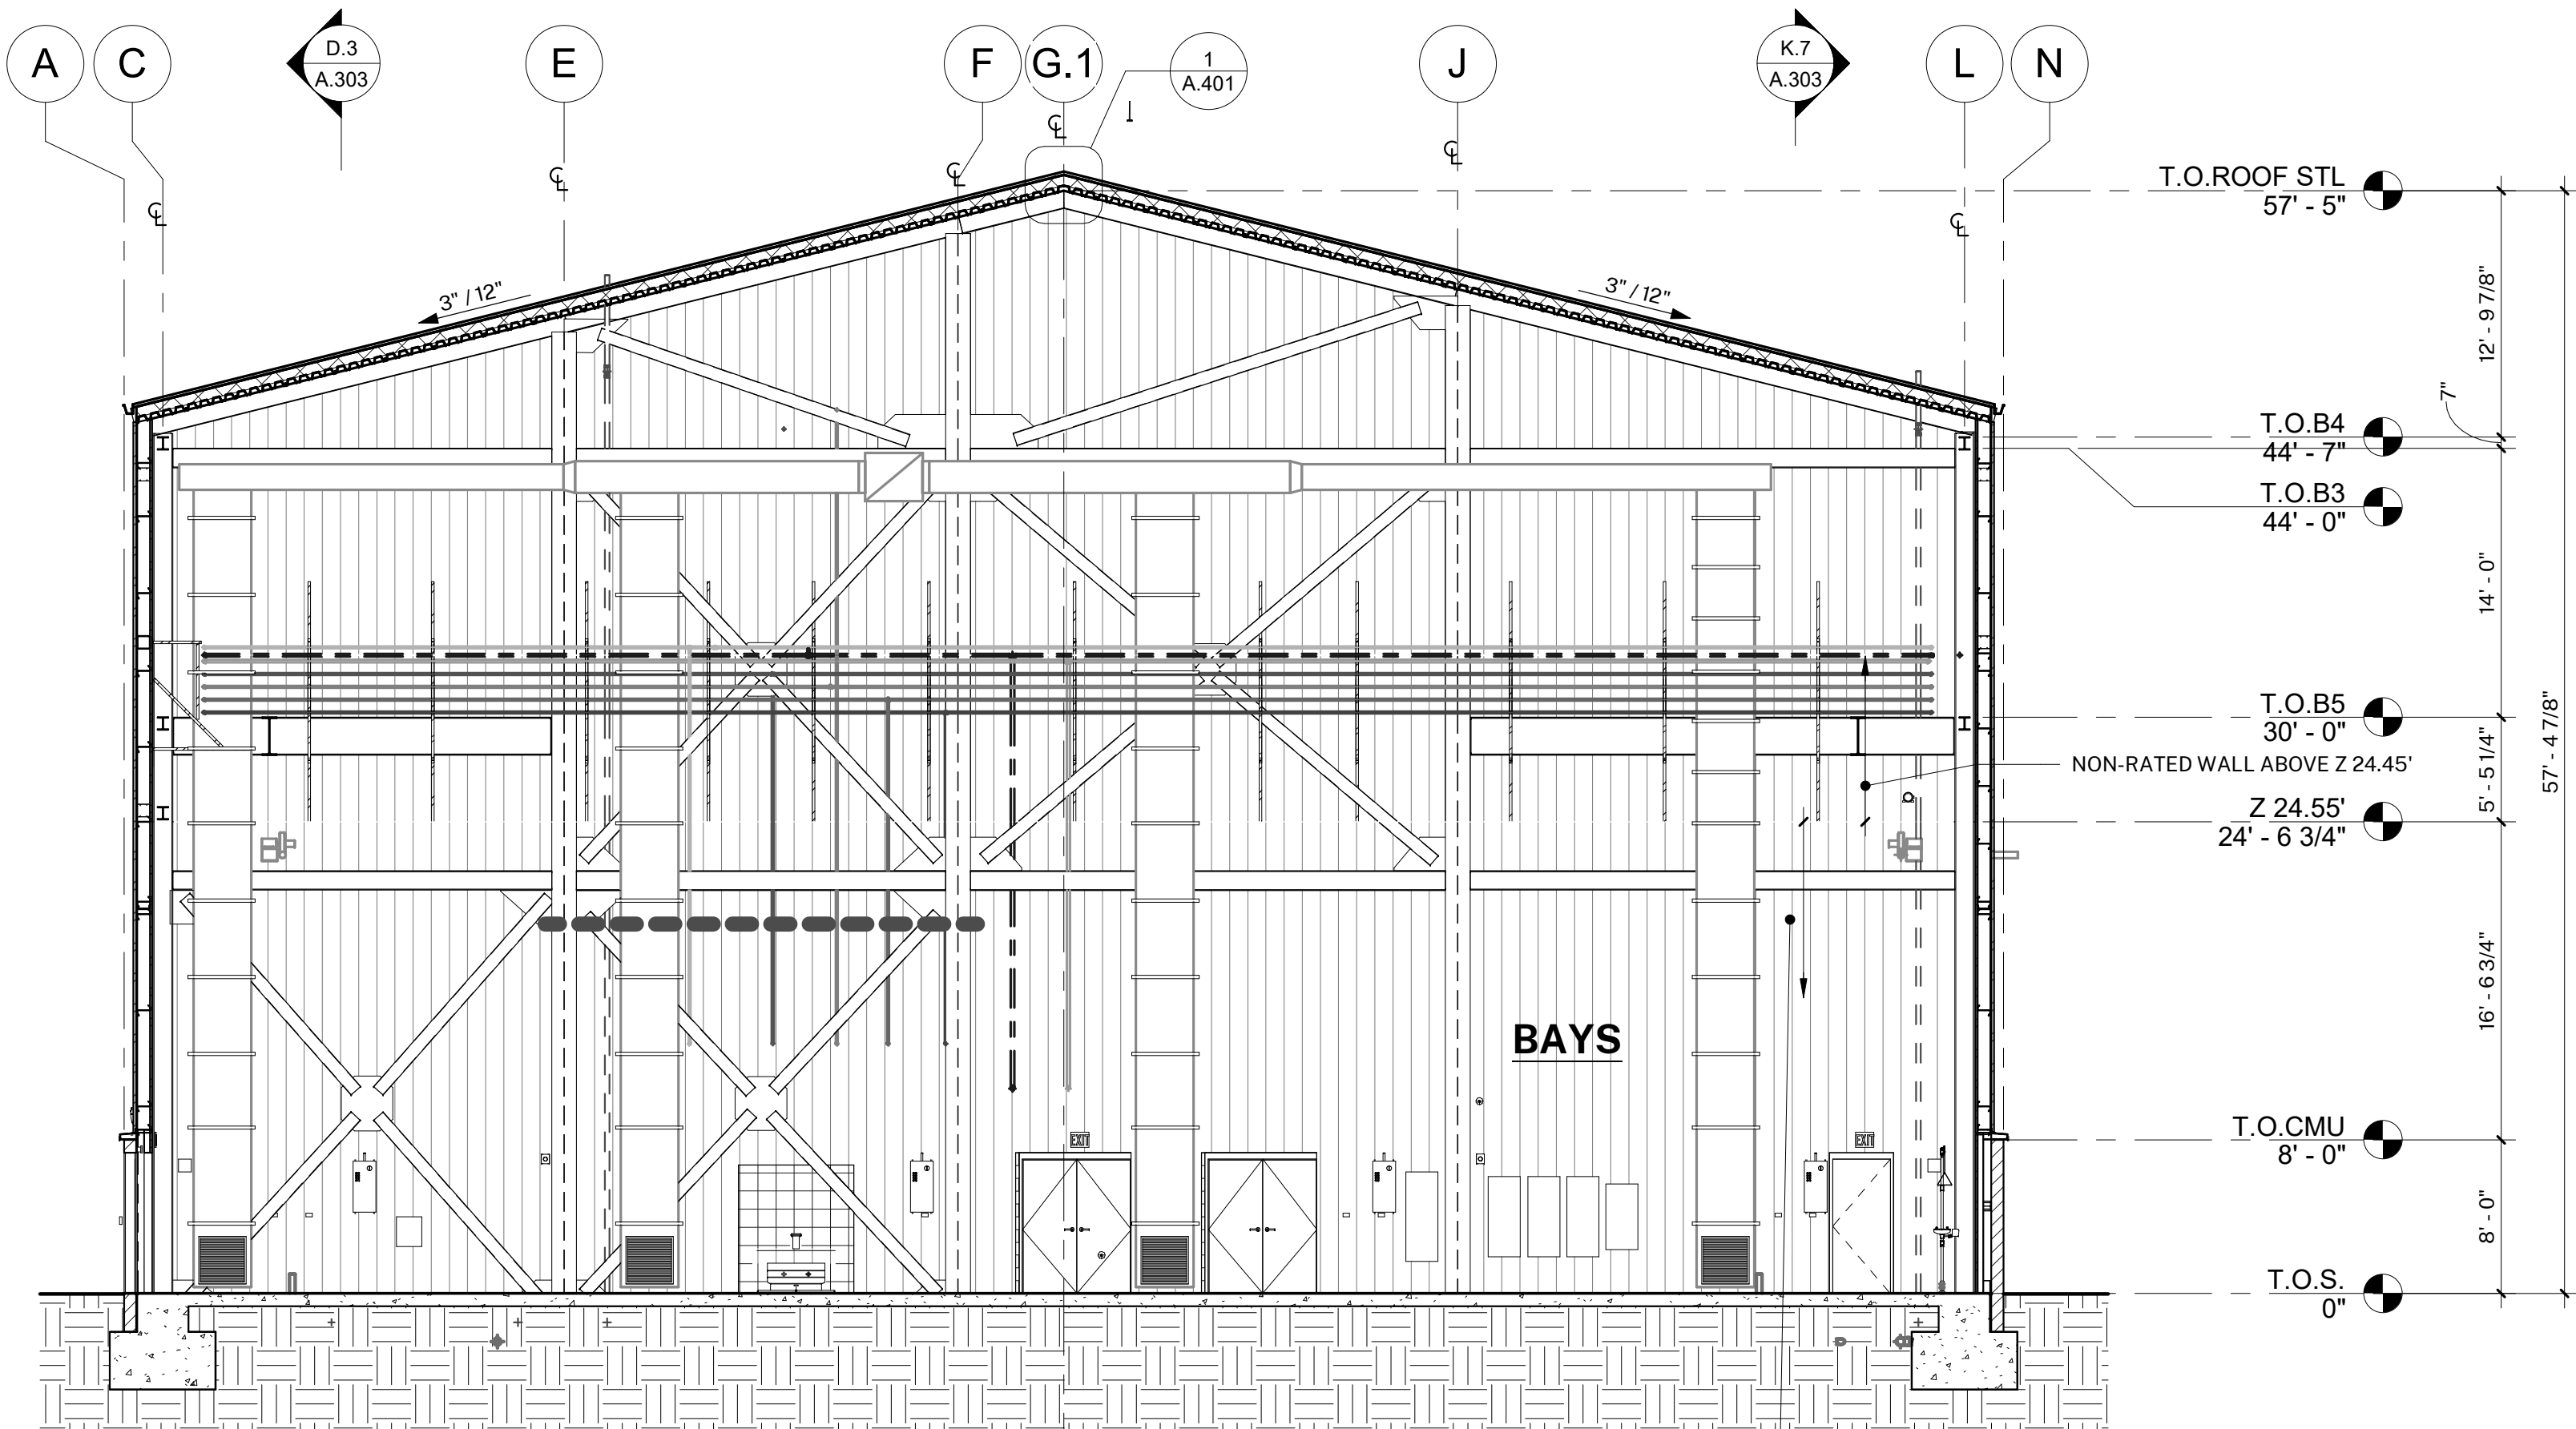 A
C
D.3
A.303
E
F
G.1
1
A.401
J
K.7
A.303
L
N
℄
℄
℄
℄
℄
℄
3" / 12"
3" / 12"
T.O.ROOF STL
57' - 5"
12' - 9 7/8"
7"
T.O.B4
44' - 7"
T.O.B3
44' - 0"
14' - 0"
T.O.B5
30' - 0"
57' - 4 7/8"
NON-RATED WALL ABOVE Z 24.45'
5' - 5 1/4"
Z 24.55'
24' - 6 3/4"
16' - 6 3/4"
BAYS
EXIT
EXIT
T.O.CMU
8' - 0"
8' - 0"
T.O.S.
0"